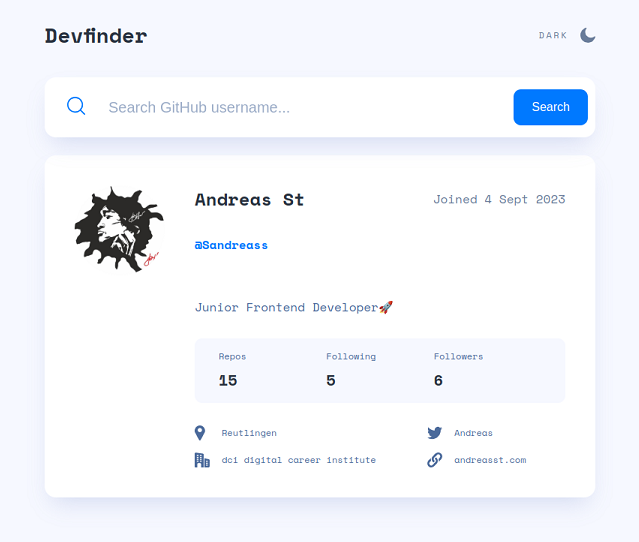 Devfinder
DARK
Search GitHub username...
Search
Andreas St
Joined 4 Sept 2023
@Sandreass
Junior Frontend Developer🚀
Repos
Following
Followers
15
5
6
Reutlingen
Andreas
dci digital career institute
andreasst.com